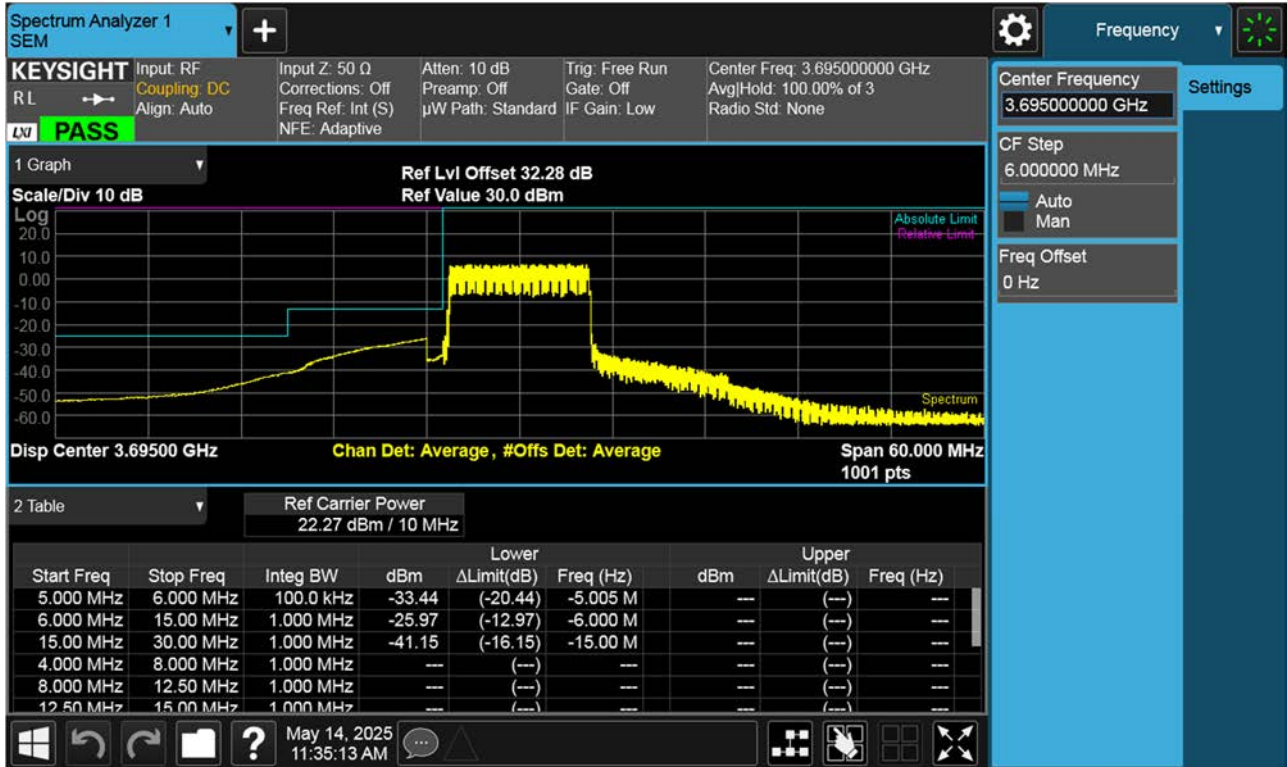 Spectrum Analyzer 1
SEM
Frequency
KEYSIGHT
RL
LXI
PASS
Input: RF
Coupling: DC
Align: Auto
Input Z: 50 Ω
Corrections: Off
Freq Ref: Int (S)
NFE: Adaptive
Atten: 10 dB
Preamp: Off
µW Path: Standard
Trig: Free Run
Gate: Off
IF Gain: Low
Center Freq: 3.695000000 GHz
Avg|Hold: 100.00% of 3
Radio Std: None
Center Frequency
3.695000000 GHz
Settings
CF Step
6.000000 MHz
Auto
Man
Freq Offset
0 Hz
1 Graph
Ref Lvl Offset 32.28 dB
Scale/Div 10 dB
Ref Value 30.0 dBm
Log
20.0
10.0
0.00
-10.0
-20.0
-30.0
-40.0
-50.0
-60.0
Absolute Limit
Relative Limit
Spectrum
Disp Center 3.69500 GHz
Chan Det: Average, #Offs Det: Average
Span 60.000 MHz
1001 pts
2 Table
Ref Carrier Power
22.27 dBm / 10 MHz
Lower Upper
Start Freq Stop Freq Integ BW dBm ΔLimit(dB) Freq (Hz) dBm ΔLimit(dB) Freq (Hz)
5.000 MHz 6.000 MHz 100.0 kHz -33.44 (-20.44) -5.005 M --- (---) ---
6.000 MHz 15.00 MHz 1.000 MHz -25.97 (-12.97) -6.000 M --- (---) ---
15.00 MHz 30.00 MHz 1.000 MHz -41.15 (-16.15) -15.00 M --- (---) ---
4.000 MHz 8.000 MHz 1.000 MHz --- (---) --- --- (---) ---
8.000 MHz 12.50 MHz 1.000 MHz --- (---) --- --- (---) ---
12.50 MHz 15.00 MHz 1.000 MHz --- (---) --- --- (---) ---
?
May 14, 2025
11:35:13 AM